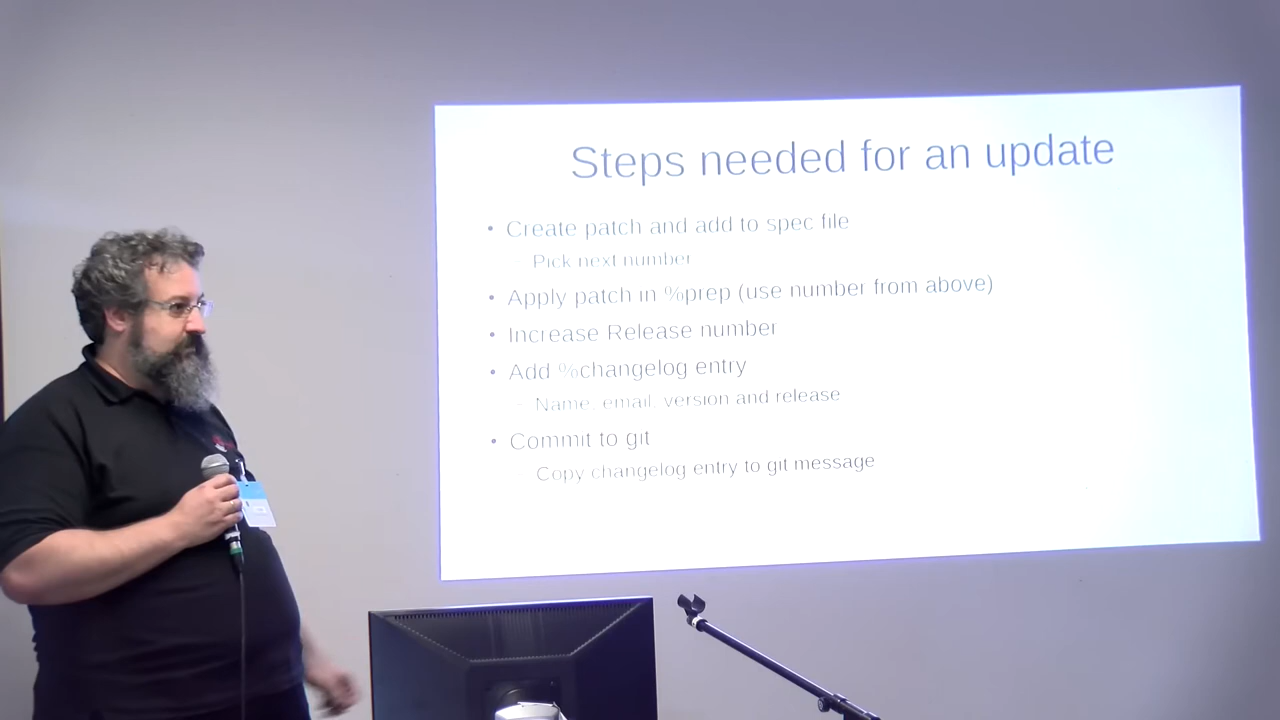 Steps needed for an update
• Create patch and add to spec file
– Pick next number
• Apply patch in %prep (use number from above)
• Increase Release number
• Add %changelog entry
– Name, email, version and release
• Commit to git
Copy changelog entry to git message